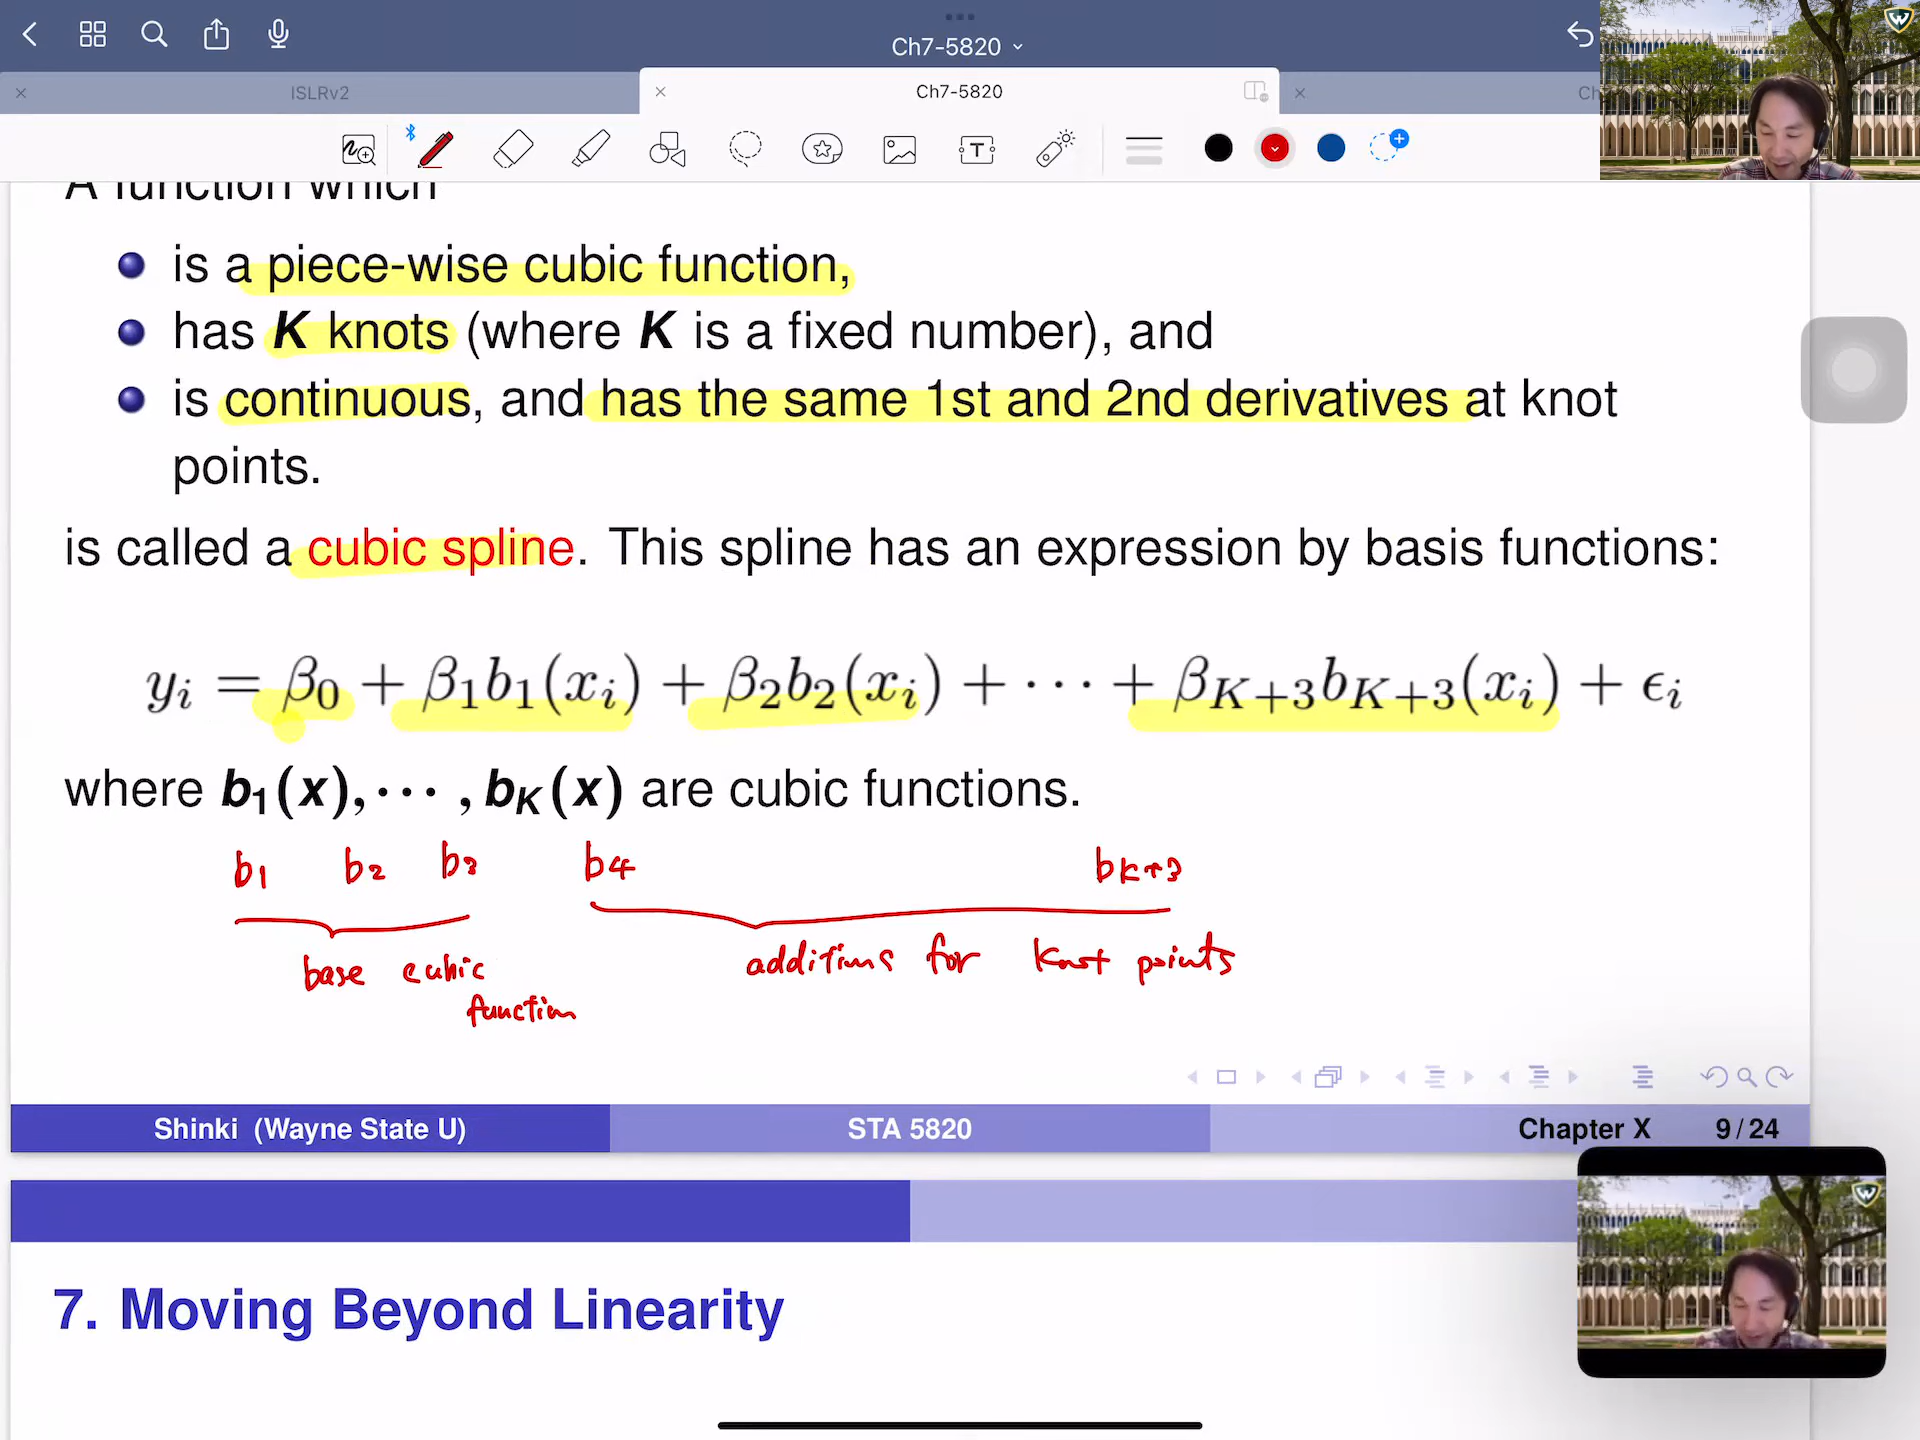 Ch7-5820
ISLRv2
Ch7-5820
A function which
is a piece-wise cubic function,
has K knots (where K is a fixed number), and
is continuous, and has the same 1st and 2nd derivatives at knot
points.
is called a cubic spline. This spline has an expression by basis functions:
yᵢ = β₀ + β₁b₁(xᵢ) + β₂b₂(xᵢ) + ··· + β_{K+3}b_{K+3}(xᵢ) + ϵᵢ
where b₁(x), ··· , b_K(x) are cubic functions.
b₁ b₂ b₃ b₄ b_{K+3}
base cubic
function
additions for knot points
Shinki (Wayne State U) STA 5820 Chapter X 9 / 24
7. Moving Beyond Linearity